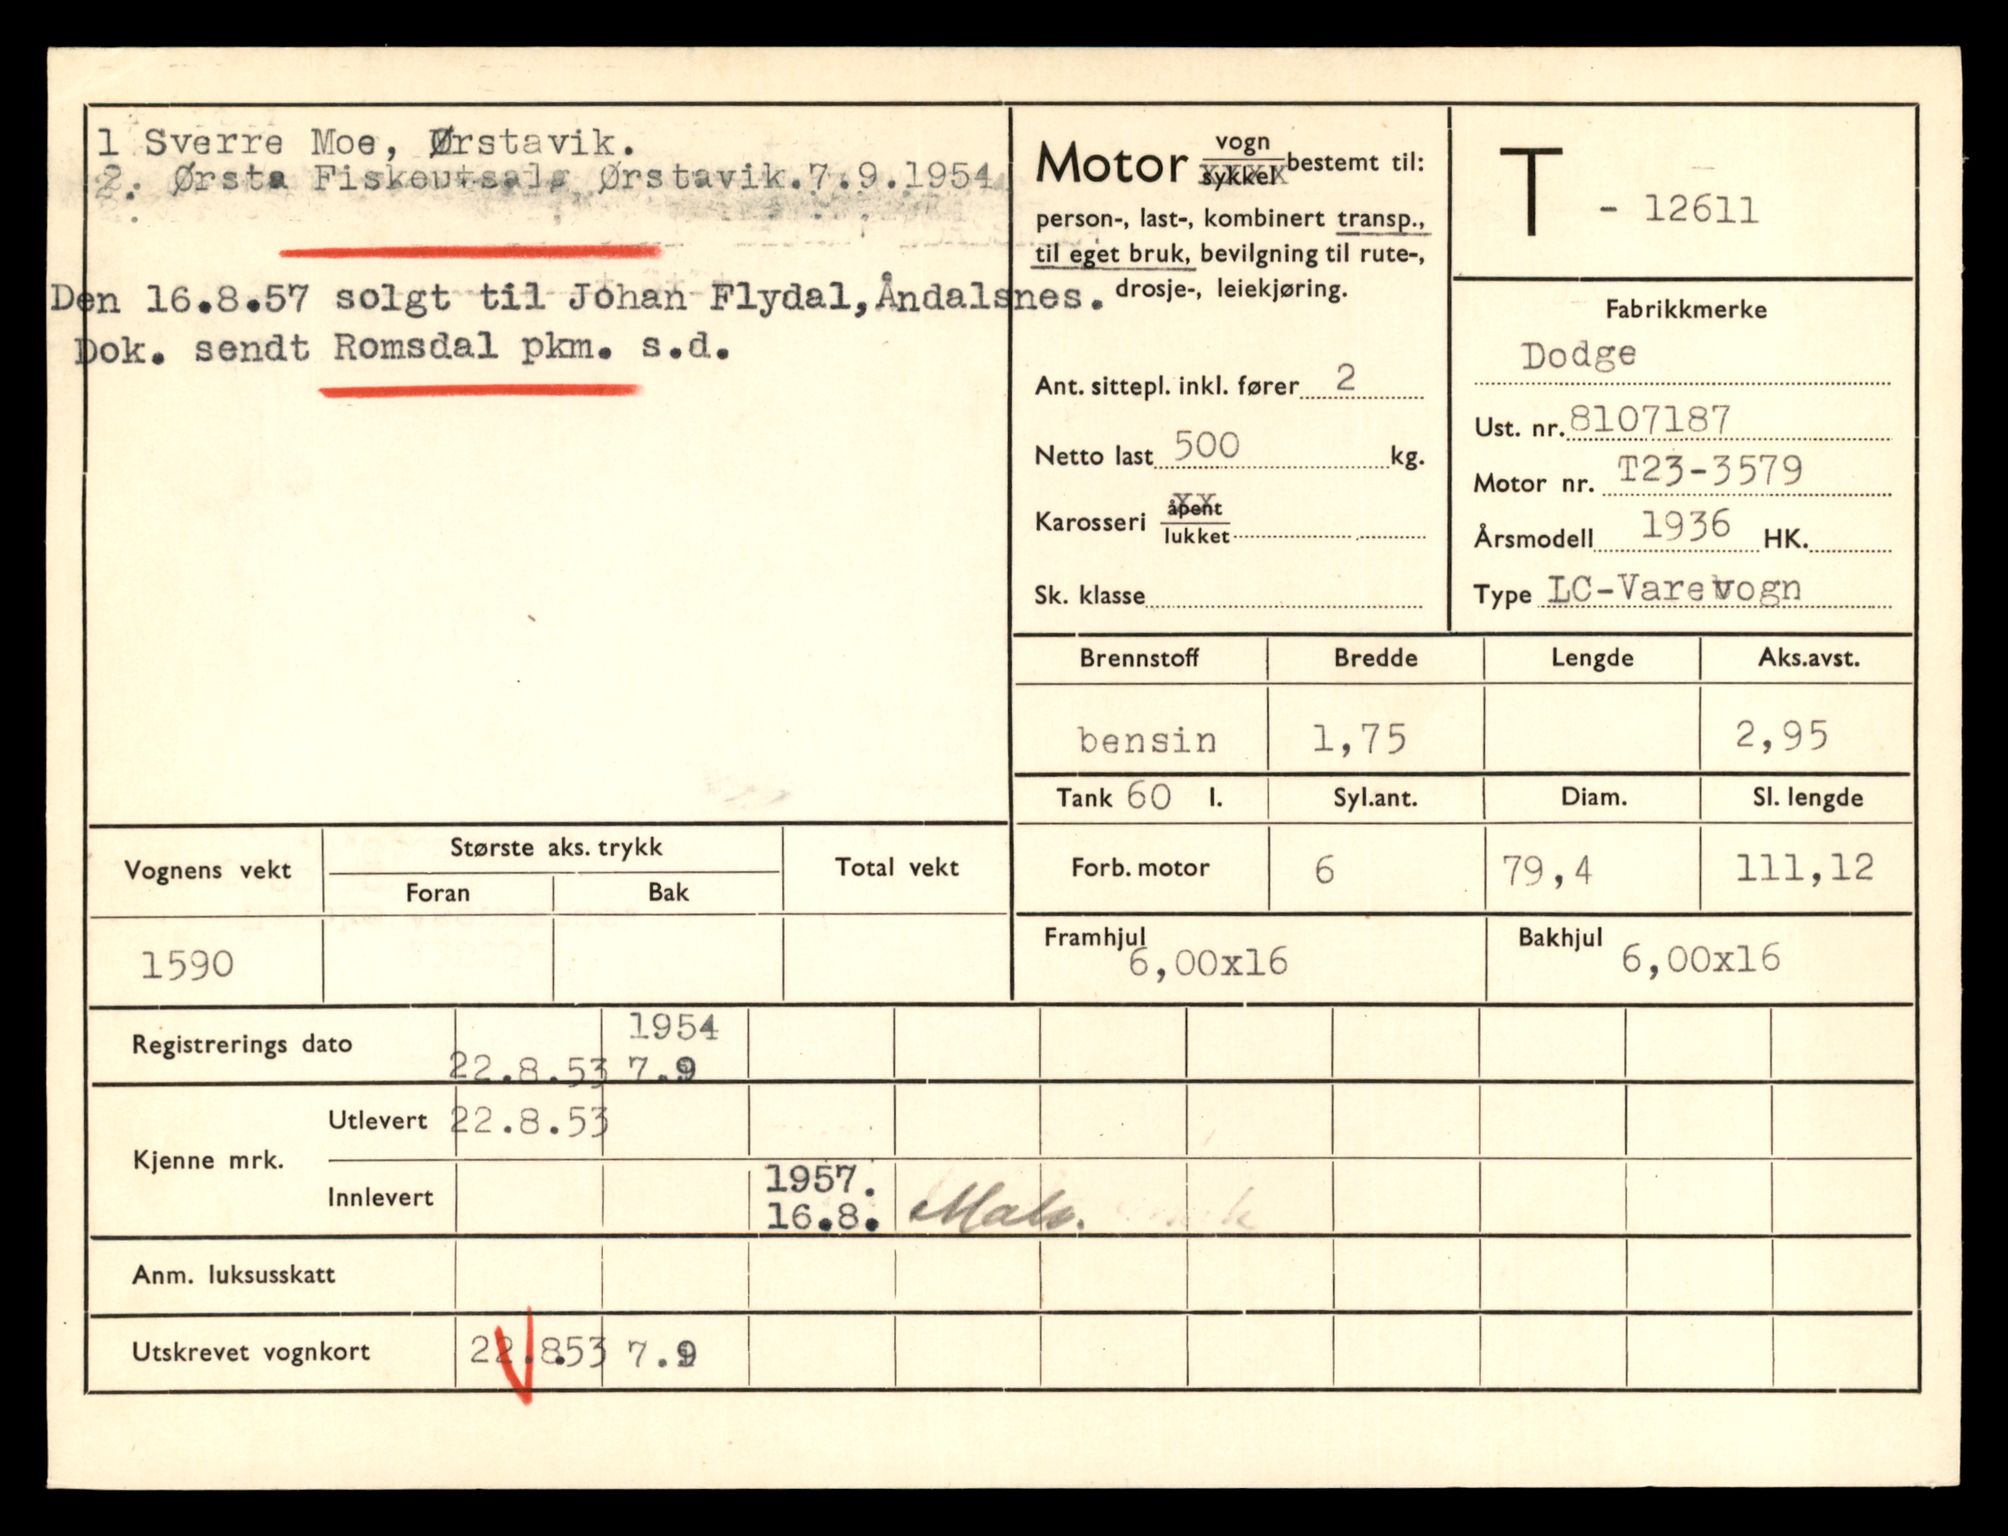 1 Sverre Moe, Ørstavik.
2. Ørsta Fiskeutsalg Ørstavik.7.9.1954
Den 16.8.57 solgt til Johan Flydal, Åndalsnes.
Dok. sendt Romsdal pkm. s.d.
Motor vogn / sykkel bestemt til:
person-, last-, kombinert transp.,
til eget bruk, bevilgning til rute-,
drosje-, leiekjøring.
Ant. sittepl. inkl. fører 2
Netto last 500 kg.
Karosseri åpent / lukket
Sk. klasse
T - 12611
Fabrikkmerke
Dodge
Ust. nr. 8107187
Motor nr. T23-3579
Årsmodell 1936 HK.
Type LC-Varevogn
Brennstoff Bredde Lengde Aks.avst.
bensin 1,75 2,95
Tank 60 l. Syl.ant. Diam. Sl. lengde
Forb. motor 6 79,4 111,12
Framhjul 6,00x16 Bakhjul 6,00x16
Vognens vekt Største aks. trykk Total vekt
Foran Bak
1590
Registrerings dato 22.8.53 1954 7.9
Kjenne mrk. Utlevert 22.8.53
Innlevert 1957. 16.8. Mals.
Anm. luksusskatt
Utskrevet vognkort 22.8.53 7.9